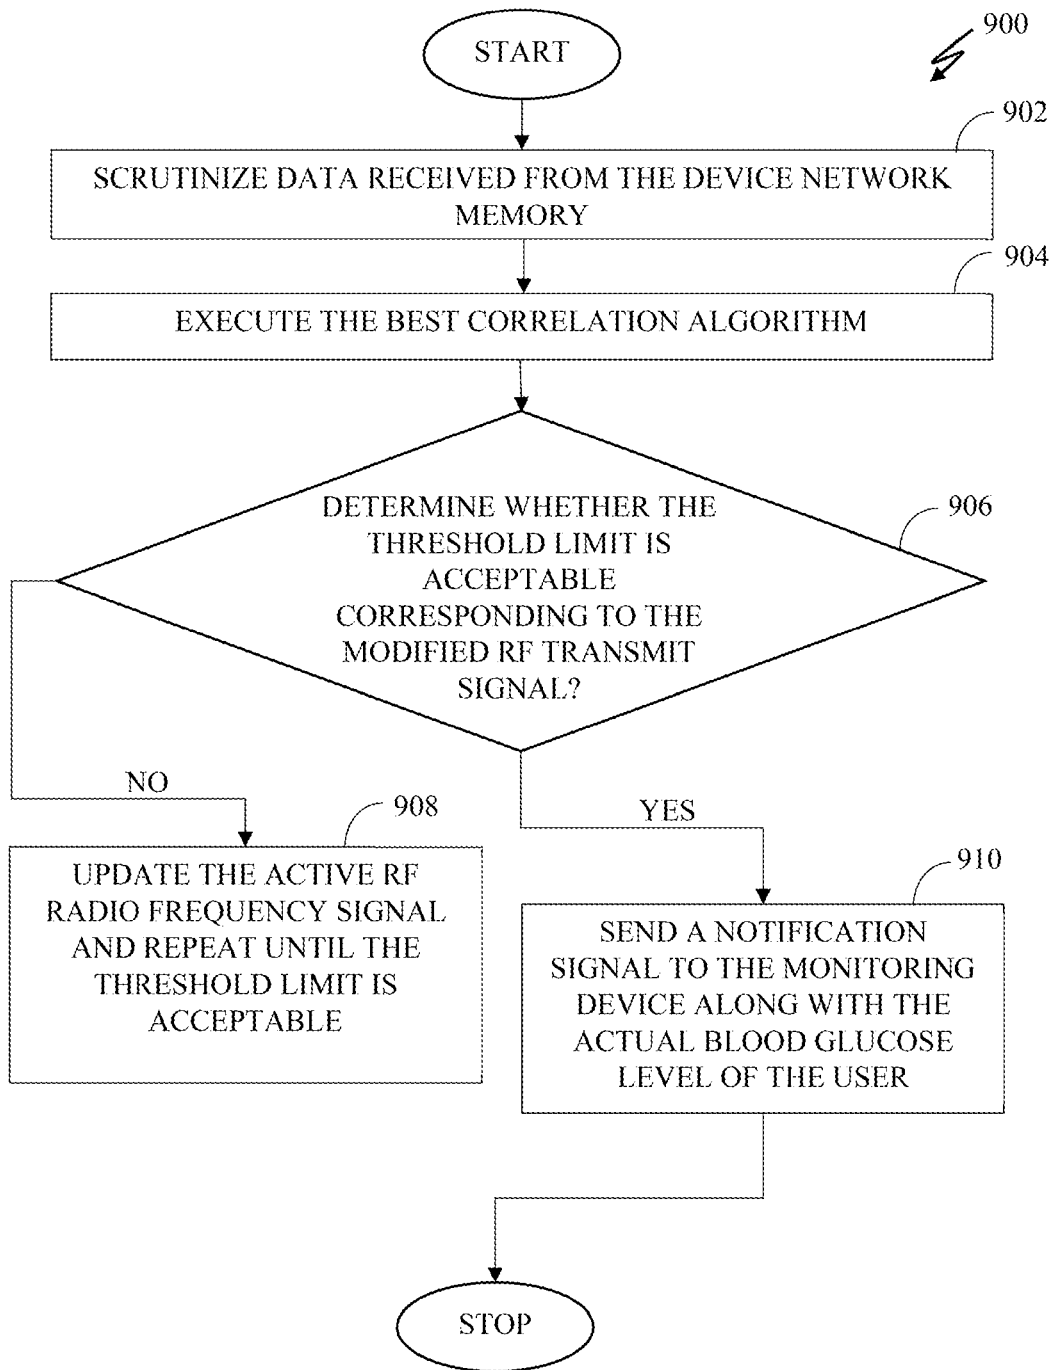 START
900
902
SCRUTINIZE DATA RECEIVED FROM THE DEVICE NETWORK
MEMORY
904
EXECUTE THE BEST CORRELATION ALGORITHM
906
DETERMINE WHETHER THE
THRESHOLD LIMIT IS
ACCEPTABLE
CORRESPONDING TO THE
MODIFIED RF TRANSMIT
SIGNAL?
NO
908
UPDATE THE ACTIVE RF
RADIO FREQUENCY SIGNAL
AND REPEAT UNTIL THE
THRESHOLD LIMIT IS
ACCEPTABLE
YES
910
SEND A NOTIFICATION
SIGNAL TO THE MONITORING
DEVICE ALONG WITH THE
ACTUAL BLOOD GLUCOSE
LEVEL OF THE USER
STOP